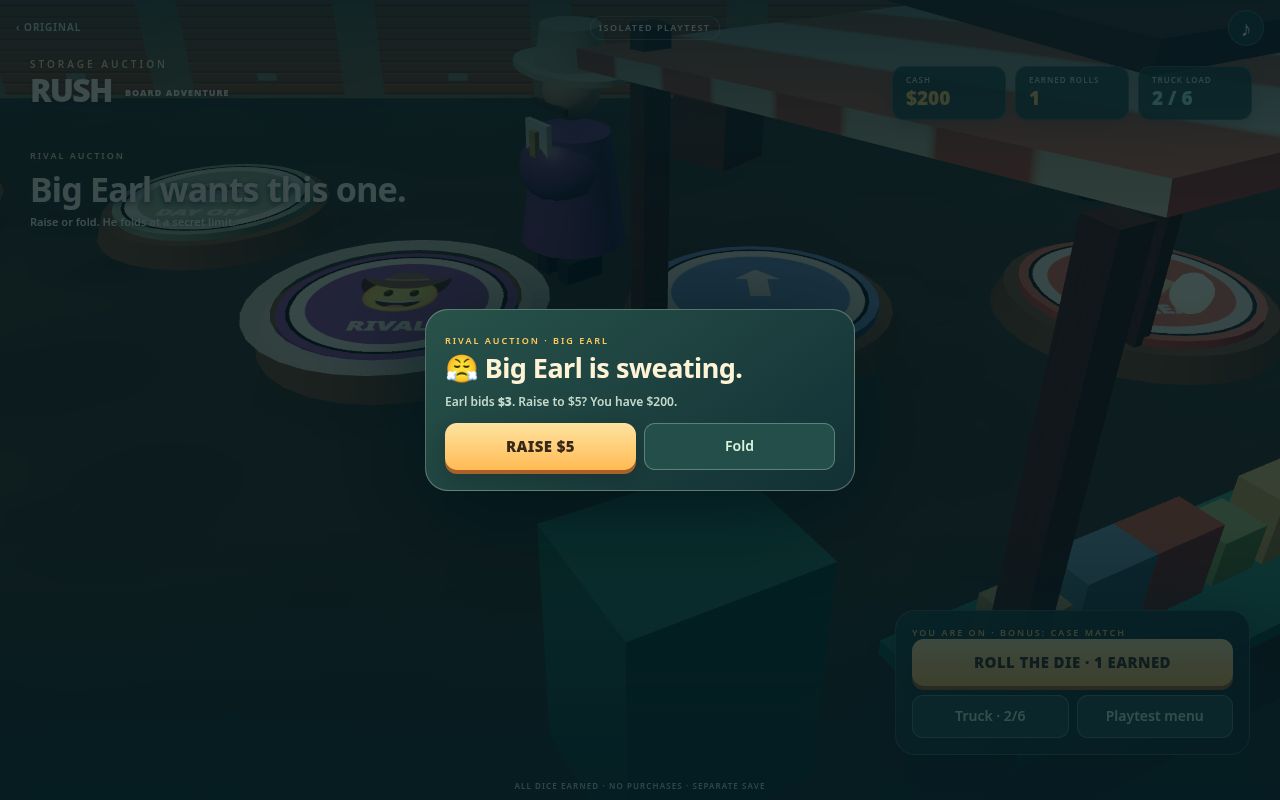 ‹ ORIGINAL
ISOLATED PLAYTEST
STORAGE AUCTION
RUSH BOARD ADVENTURE
CASH
$200
EARNED ROLLS
1
TRUCK LOAD
2 / 6
RIVAL AUCTION
Big Earl wants this one.
Raise or fold. He folds at a secret limit.
DAY OFF
RIVAL
RIVAL AUCTION · BIG EARL
Big Earl is sweating.
Earl bids $3. Raise to $5? You have $200.
RAISE $5
Fold
YOU ARE ON · BONUS: CASE MATCH
ROLL THE DIE · 1 EARNED
Truck · 2/6
Playtest menu
ALL DICE EARNED · NO PURCHASES · SEPARATE SAVE